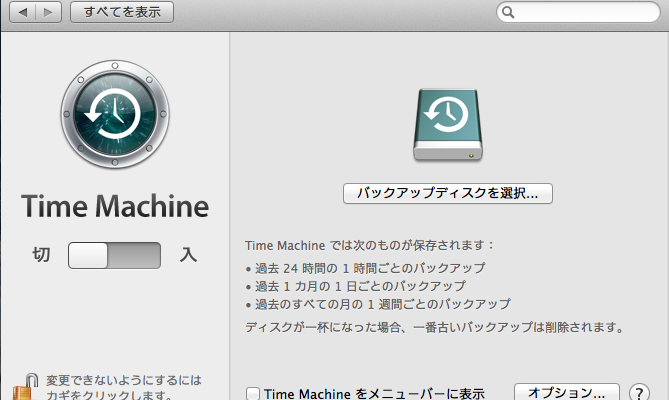 すべてを表示
Time Machine
切 入
変更できないようにするには
カギをクリックします。
バックアップディスクを選択...
Time Machine では次のものが保存されます：
• 過去 24 時間の 1 時間ごとのバックアップ
• 過去 1 カ月の 1 日ごとのバックアップ
• 過去のすべての月の 1 週間ごとのバックアップ
ディスクが一杯になった場合、一番古いバックアップは削除されます。
Time Machine をメニューバーに表示
オプション... ?